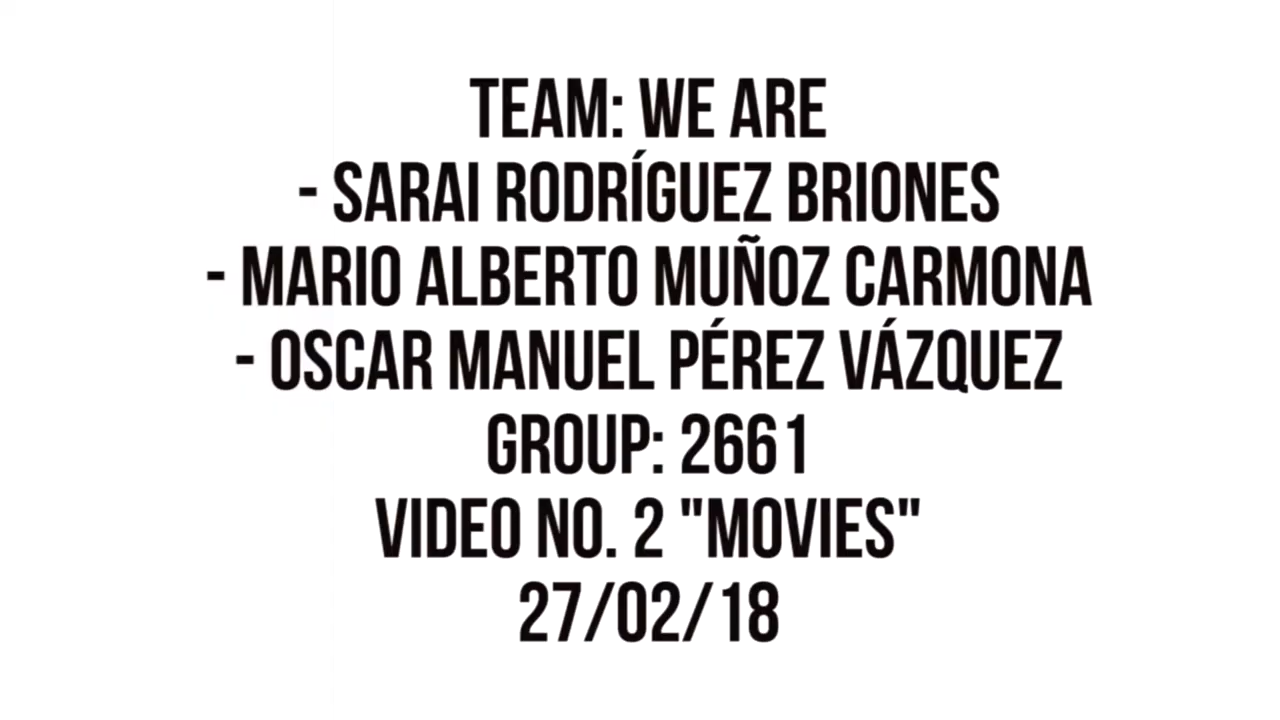 TEAM: WE ARE
- SARAI RODRÍGUEZ BRIONES
- MARIO ALBERTO MUÑOZ CARMONA
- OSCAR MANUEL PÉREZ VÁZQUEZ
GROUP: 2661
VIDEO NO. 2 "MOVIES"
27/02/18